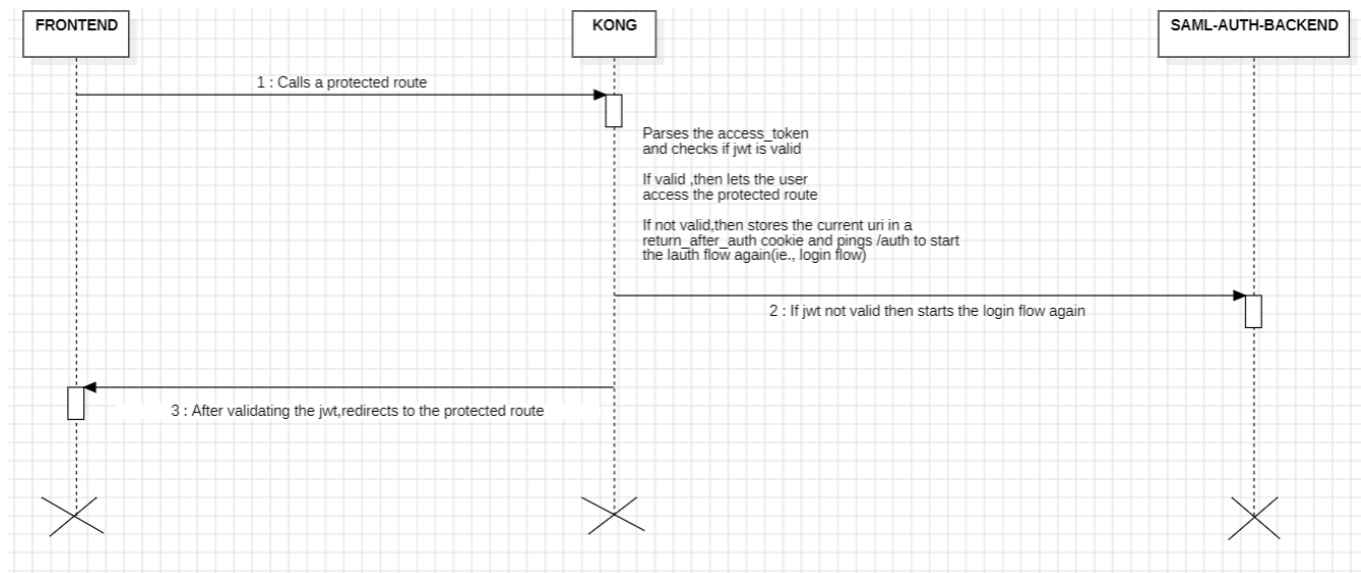 FRONTEND
KONG
SAML-AUTH-BACKEND
1 : Calls a protected route
Parses the access_token
and checks if jwt is valid
If valid ,then lets the user
access the protected route
If not valid,then stores the current uri in a
return_after_auth cookie and pings /auth to start
the lauth flow again(ie., login flow)
2 : If jwt not valid then starts the login flow again
3 : After validating the jwt,redirects to the protected route